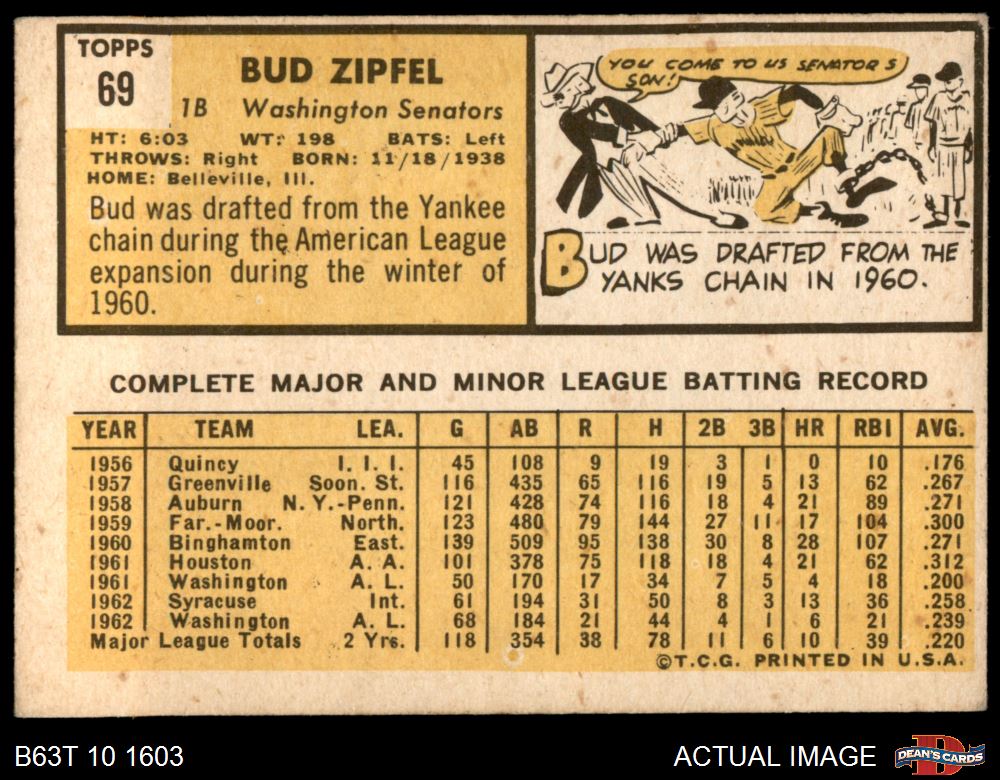 TOPPS
69
BUD ZIPFEL
1B Washington Senators
HT: 6:03 WT: 198 BATS: Left
THROWS: Right BORN: 11/18/1938
HOME: Belleville, Ill.
Bud was drafted from the Yankee
chain during the American League
expansion during the winter of
1960.
YOU COME TO US SENATORS
SON!
BUD WAS DRAFTED FROM THE
YANKS CHAIN IN 1960.
COMPLETE MAJOR AND MINOR LEAGUE BATTING RECORD
YEAR TEAM LEA. G AB R H 2B 3B HR RBI AVG.
1956 Quincy I. I. I. 45 108 9 19 3 1 0 10 .176
1957 Greenville Soon. St. 116 435 65 116 19 5 13 62 .267
1958 Auburn N. Y.-Penn. 121 428 74 116 18 4 21 89 .271
1959 Far.-Moor. North. 123 480 79 144 27 11 17 104 .300
1960 Binghamton East. 139 509 95 138 30 8 28 107 .271
1961 Houston A. A. 101 378 75 118 18 4 21 62 .312
1961 Washington A. L. 50 170 17 34 7 5 4 18 .200
1962 Syracuse Int. 61 194 31 50 8 3 13 36 .258
1962 Washington A. L. 68 184 21 44 4 1 6 21 .239
Major League Totals 2 Yrs. 118 354 38 78 11 6 10 39 .220
©T.C.G. PRINTED IN U.S.A.
B63T 10 1603 ACTUAL IMAGE
D
DEAN'S CARDS